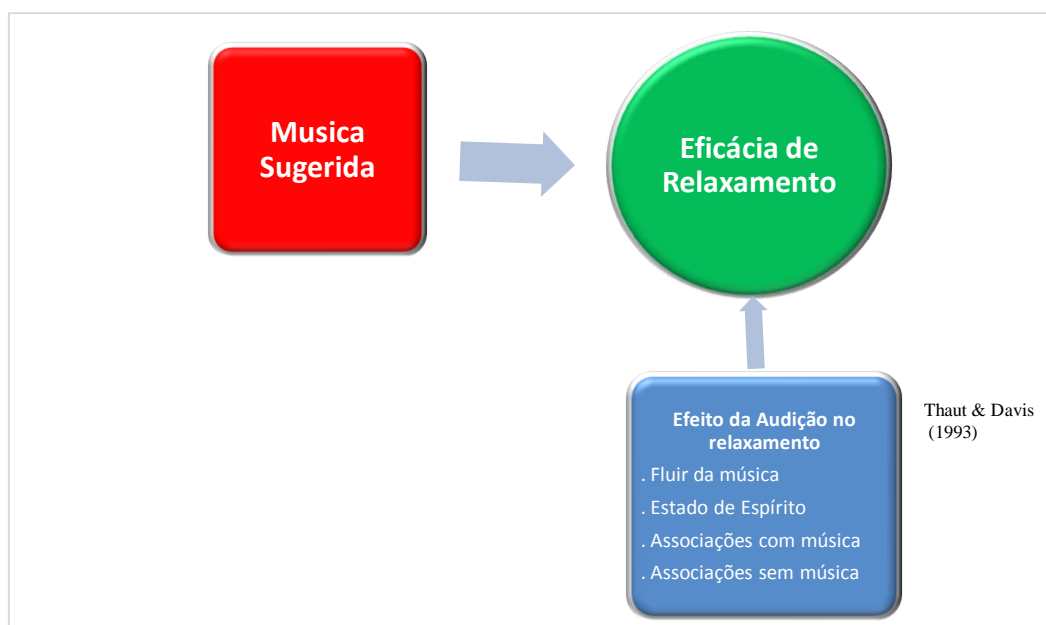 Musica
Sugerida
Eficácia de
Relaxamento
Efeito da Audição no
relaxamento
. Fluir da música
. Estado de Espírito
. Associações com música
. Associações sem música
Thaut & Davis
(1993)